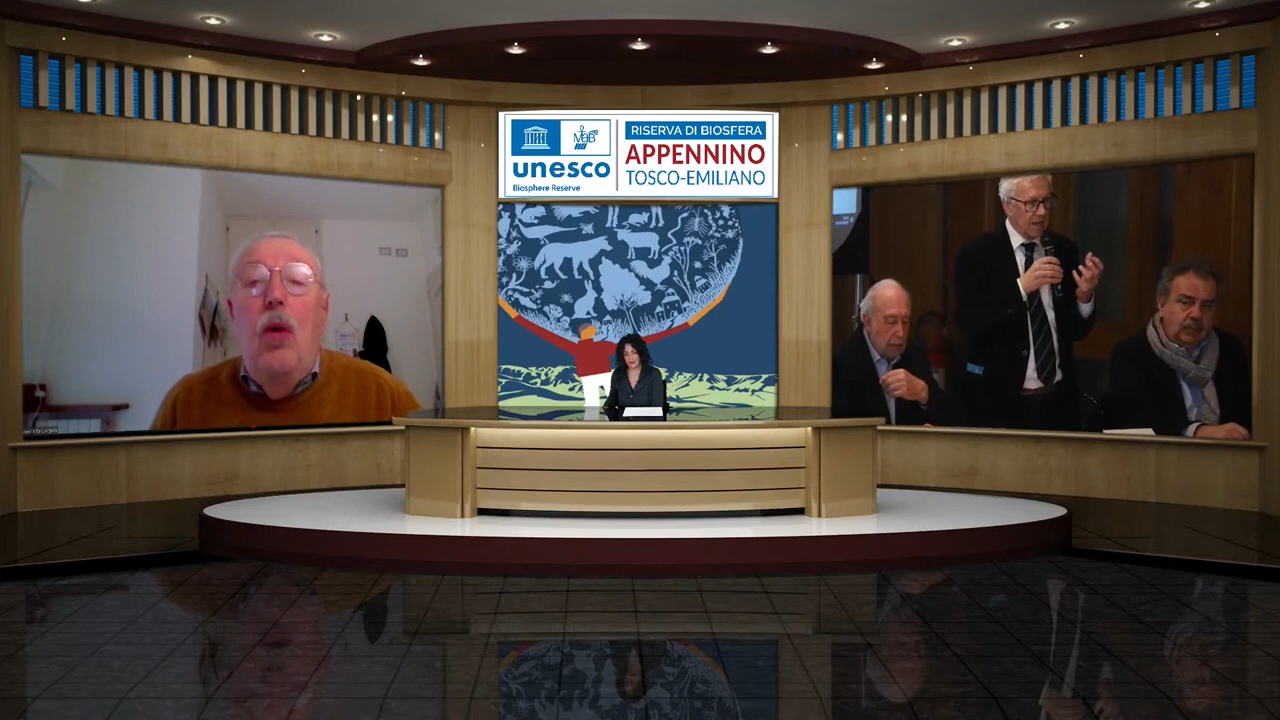 unesco
Biosphere Reserve
MaB
RISERVA DI BIOSFERA
APPENNINO
TOSCO-EMILIANO